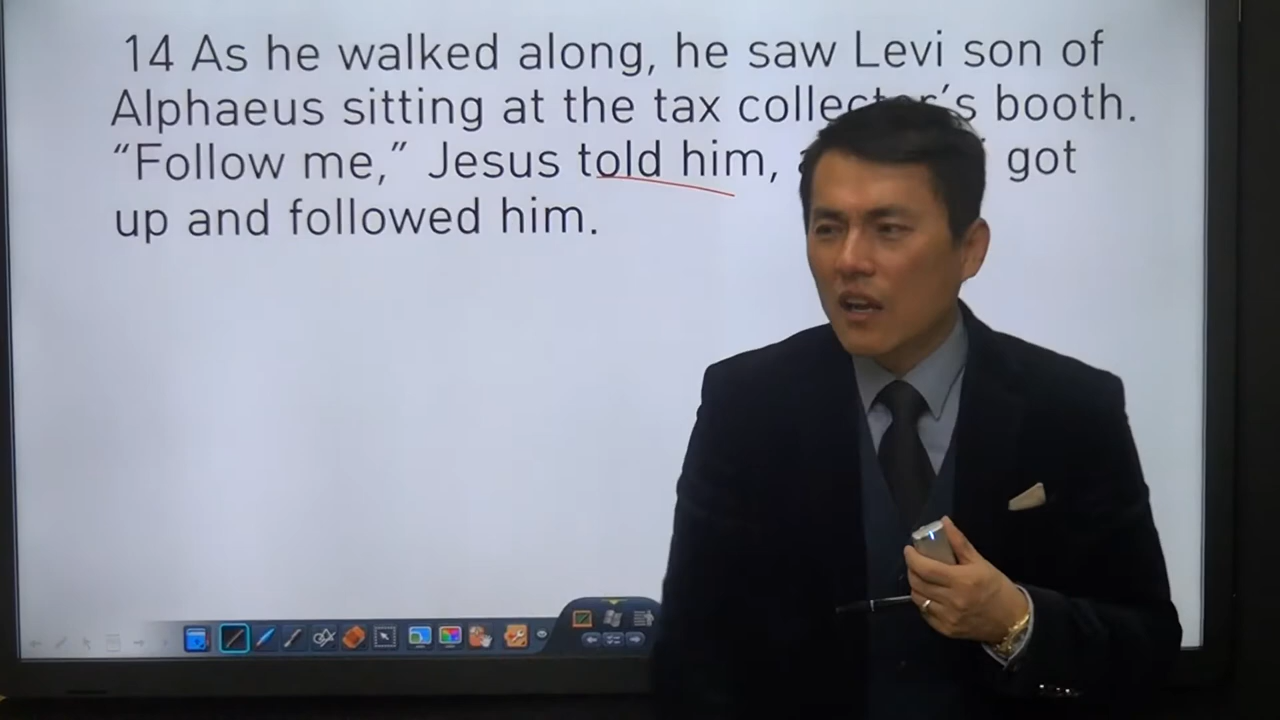 14 As he walked along, he saw Levi son of
Alphaeus sitting at the tax collector's booth.
“Follow me,” Jesus told him, got
up and followed him.